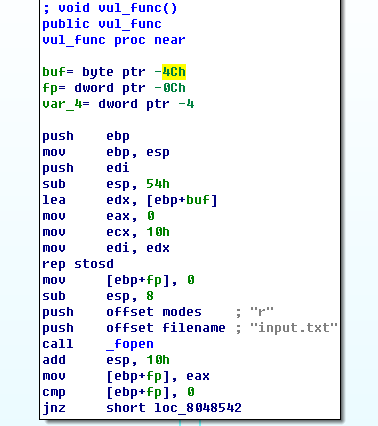 ; void vul_func()
public vul_func
vul_func proc near
buf= byte ptr -4Ch
fp= dword ptr -0Ch
var_4= dword ptr -4
push ebp
mov ebp, esp
push edi
sub esp, 54h
lea edx, [ebp+buf]
mov eax, 0
mov ecx, 10h
mov edi, edx
rep stosd
mov [ebp+fp], 0
sub esp, 8
push offset modes ; "r"
push offset filename ; "input.txt"
call _fopen
add esp, 10h
mov [ebp+fp], eax
cmp [ebp+fp], 0
jnz short loc_8048542